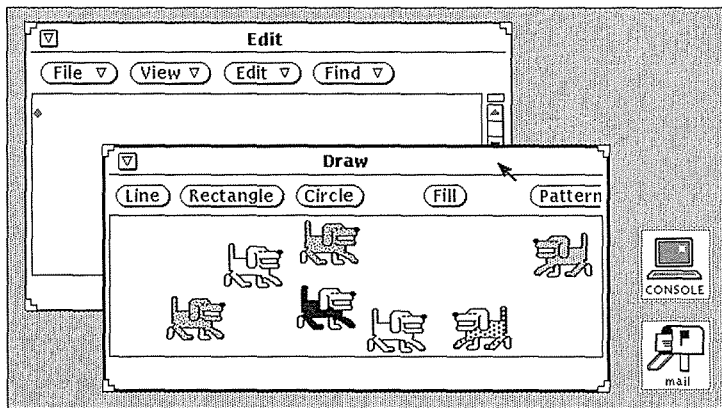 Edit
File View Edit Find
Draw
Line Rectangle Circle Fill Pattern
CONSOLE
mail